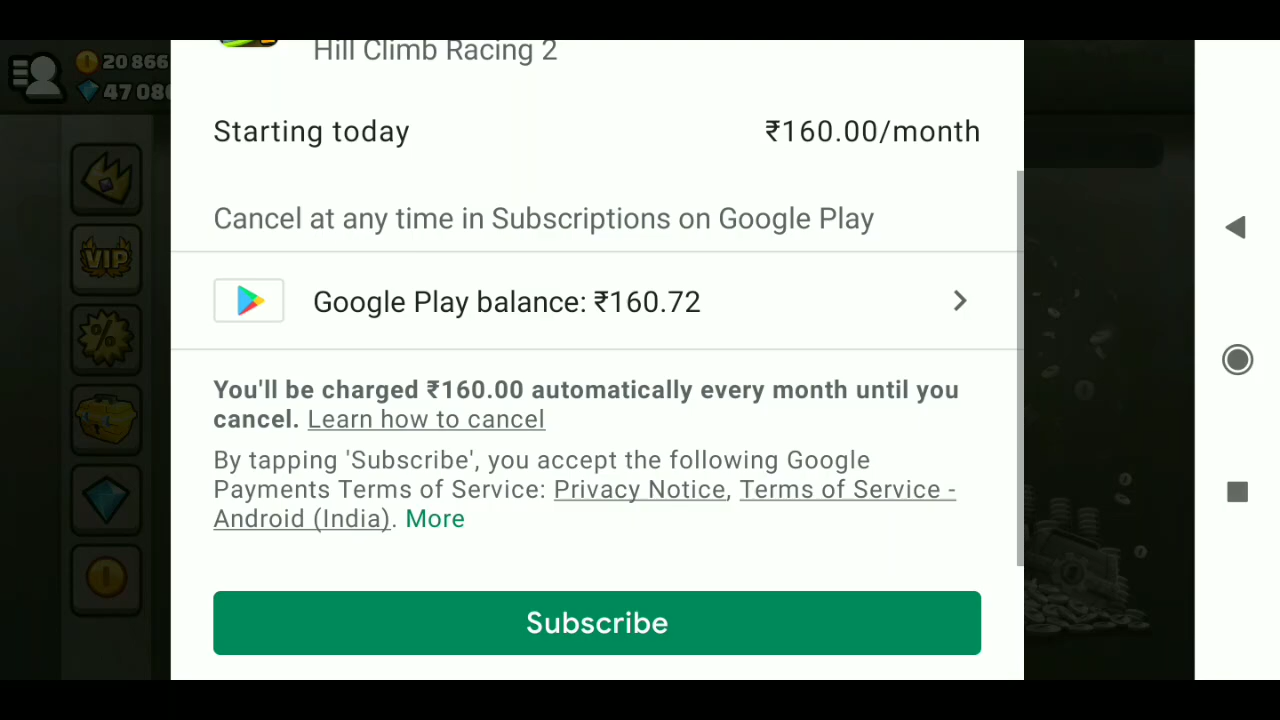 Hill Climb Racing 2
20 866
47 080
Starting today ₹160.00/month
Cancel at any time in Subscriptions on Google Play
VIP
%
Google Play balance: ₹160.72
You'll be charged ₹160.00 automatically every month until you
cancel. Learn how to cancel
By tapping 'Subscribe', you accept the following Google
Payments Terms of Service: Privacy Notice, Terms of Service -
Android (India). More
Subscribe